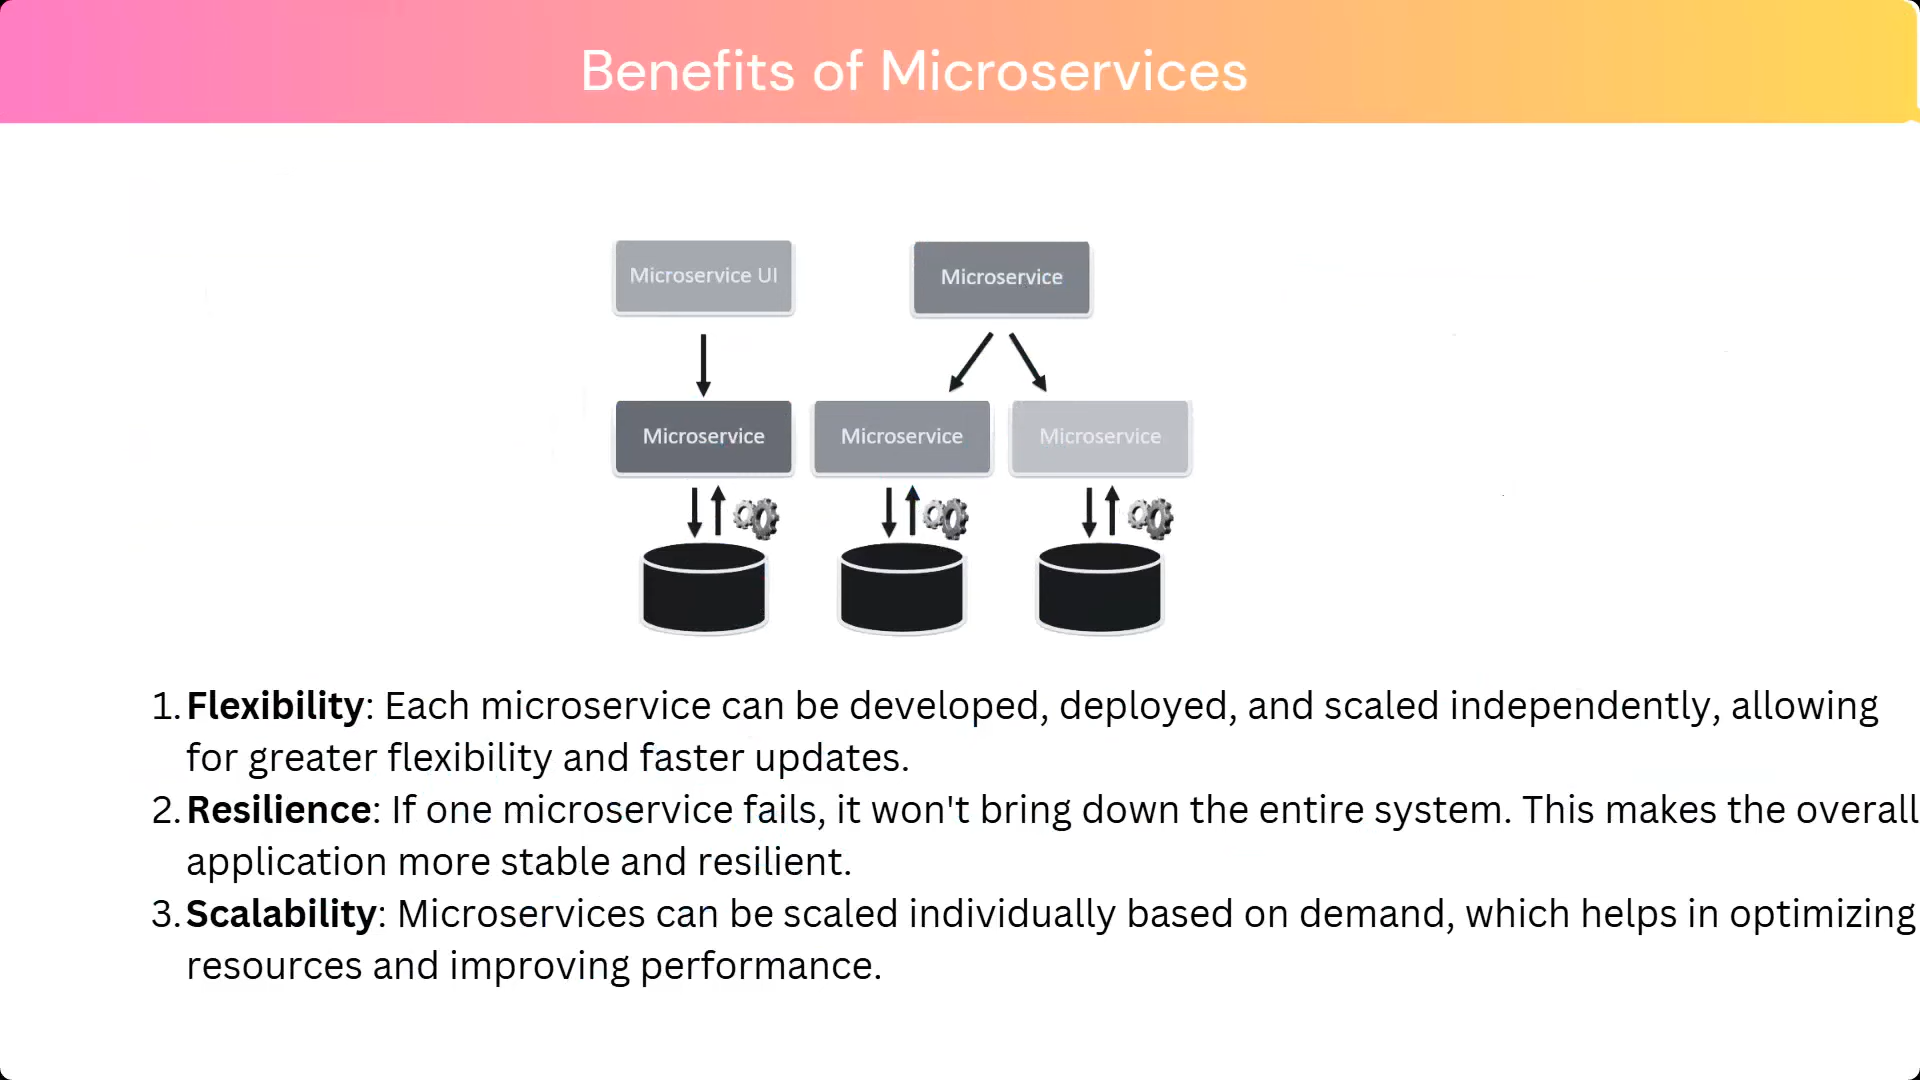 Benefits of Microservices
Microservice UI
Microservice
Microservice
Microservice
Microservice
1. Flexibility: Each microservice can be developed, deployed, and scaled independently, allowing
for greater flexibility and faster updates.
2. Resilience: If one microservice fails, it won't bring down the entire system. This makes the overall
application more stable and resilient.
3. Scalability: Microservices can be scaled individually based on demand, which helps in optimizing
resources and improving performance.